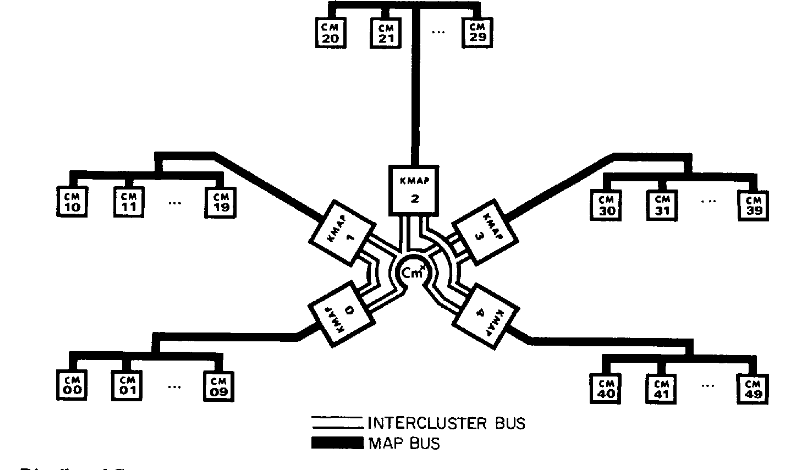 CM 20
CM 21
...
CM 29
KMAP 2
CM 10
CM 11
...
CM 19
CM 30
CM 31
...
CM 39
KMAP 1
KMAP 3
Cm*
KMAP 0
KMAP 4
CM 00
CM 01
...
CM 09
CM 40
CM 41
...
CM 49
INTERCLUSTER BUS
MAP BUS